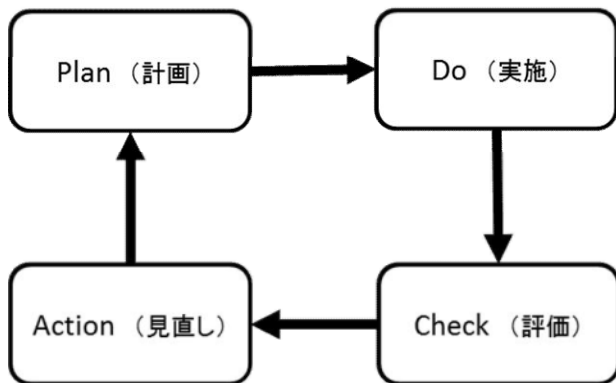 Plan （計画）
Do （実施）
Action （見直し）
Check （評価）